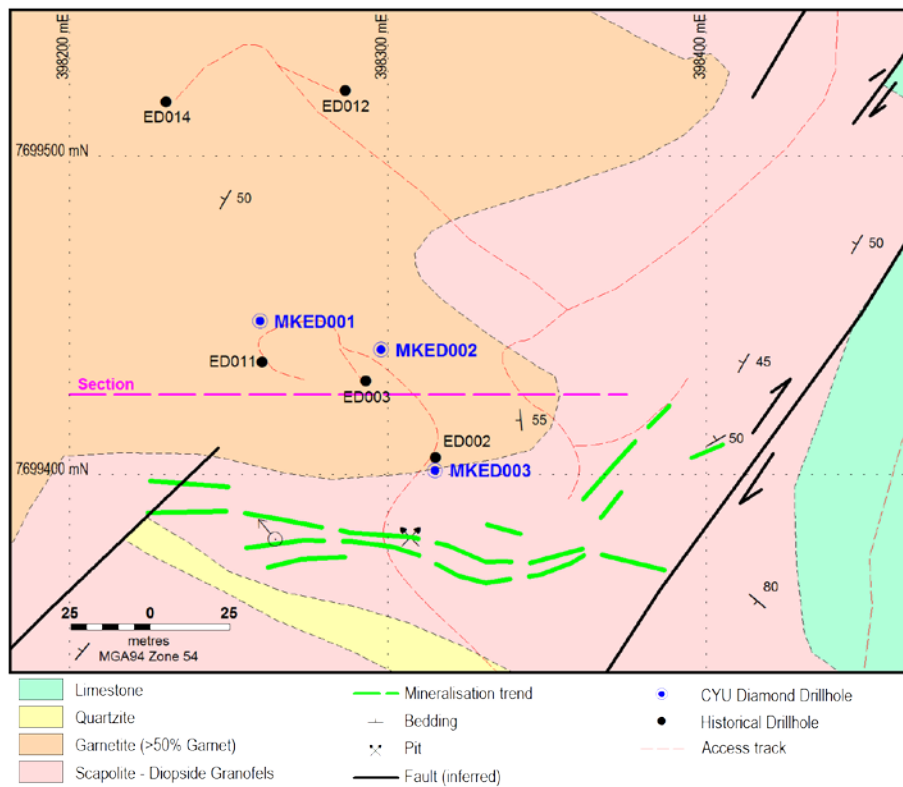 398200 mE
398300 mE
398400 mE
ED014
ED012
7699500 mN
50
50
MKED001
MKED002
ED011
45
Section
ED003
55
50
ED002
7699400 mN
MKED003
80
25 0 25
metres
MGA94 Zone 54
Limestone
Quartzite
Garnetite (>50% Garnet)
Scapolite - Diopside Granofels
Mineralisation trend
Bedding
Pit
Fault (inferred)
CYU Diamond Drillhole
Historical Drillhole
Access track